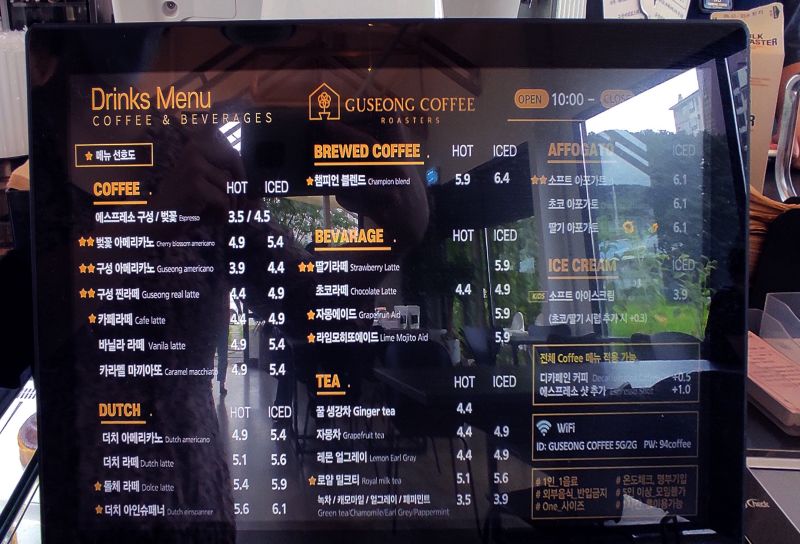 Drinks Menu
COFFEE & BEVERAGES
GUSEONG COFFEE
ROASTERS
OPEN 10:00 – CLOSE
메뉴 선호도
COFFEE HOT ICED
에스프레소 구성 / 벚꽃 Espresso 3.5 / 4.5
벚꽃 아메리카노 Cherry blossom americano 4.9 5.4
구성 아메리카노 Guseong americano 3.9 4.4
구성 찐라떼 Guseong real latte 4.4 4.9
카페라떼 Cafe latte 4.4 4.9
바닐라 라떼 Vanila latte 4.9 5.4
카라멜 마끼아또 Caramel macchiato 4.9 5.4
DUTCH . HOT ICED
더치 아메리카노 Dutch americano 4.9 5.4
더치 라떼 Dutch latte 5.1 5.6
돌체 라떼 Dolce latte 5.4 5.9
더치 아인슈패너 Dutch einspanner 5.6 6.1
BREWED COFFEE . HOT ICED
챔피언 블렌드 Champion blend 5.9 6.4
BEVARAGE . HOT ICED
딸기라떼 Strawberry Latte 5.9
초코라떼 Chocolate Latte 4.4 4.9
자몽에이드 Grapefruit Aid 5.9
라임모히또에이드 Lime Mojito Aid 5.9
TEA . HOT ICED
꿀 생강차 Ginger tea 4.4
자몽차 Grapefruit tea 4.4 4.9
레몬 얼그레이 Lemon Earl Gray 4.4 4.9
로얄 밀크티 Royal milk tea 5.1 5.6
녹차 / 캐모마일 / 얼그레이 / 페퍼민트 3.5 3.9
Green tea/Chamomile/Earl Grey/Pappermint
AFFOGATO ICED
소프트 아포가토 6.1
초코 아포가토 6.1
딸기 아포가토 6.1
ICE CREAM ICED
KIDS 소프트 아이스크림 3.9
(초코/딸기 시럽 추가 시 +0.3)
전체 Coffee 메뉴 적용 가능
디카페인 커피 +0.5
에스프레소 샷 추가 Espresso Shot +1.0
WiFi
ID: GUSEONG COFFEE 5G/2G PW: 94coffee
# 1인_1음료 # 온도체크, 명부기입
# 외부음식_반입금지 # 5인 이상_모임불가
# One_사이즈
Check